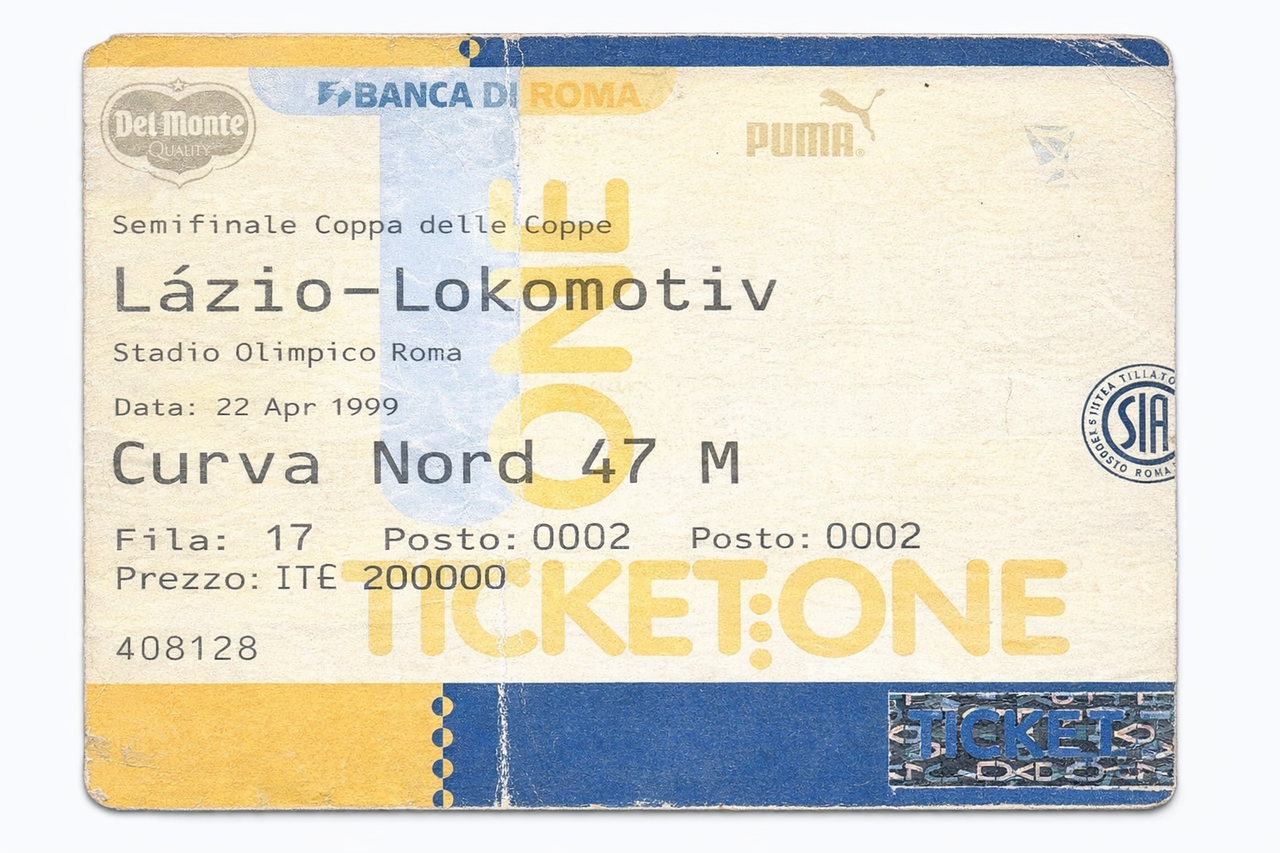 BANCA DI ROMA
Del Monte
QUALITY
PUMA®
Semifinale Coppa delle Coppe
Lázio-Lokomotiv
Stadio Olimpico Roma
Data: 22 Apr 1999
Curva Nord 47 M
Fila: 17 Posto: 0002 Posto: 0002
Prezzo: IT£ 200000
408128
ONE
TICKET:ONE
SIA
ROMA
TICKET